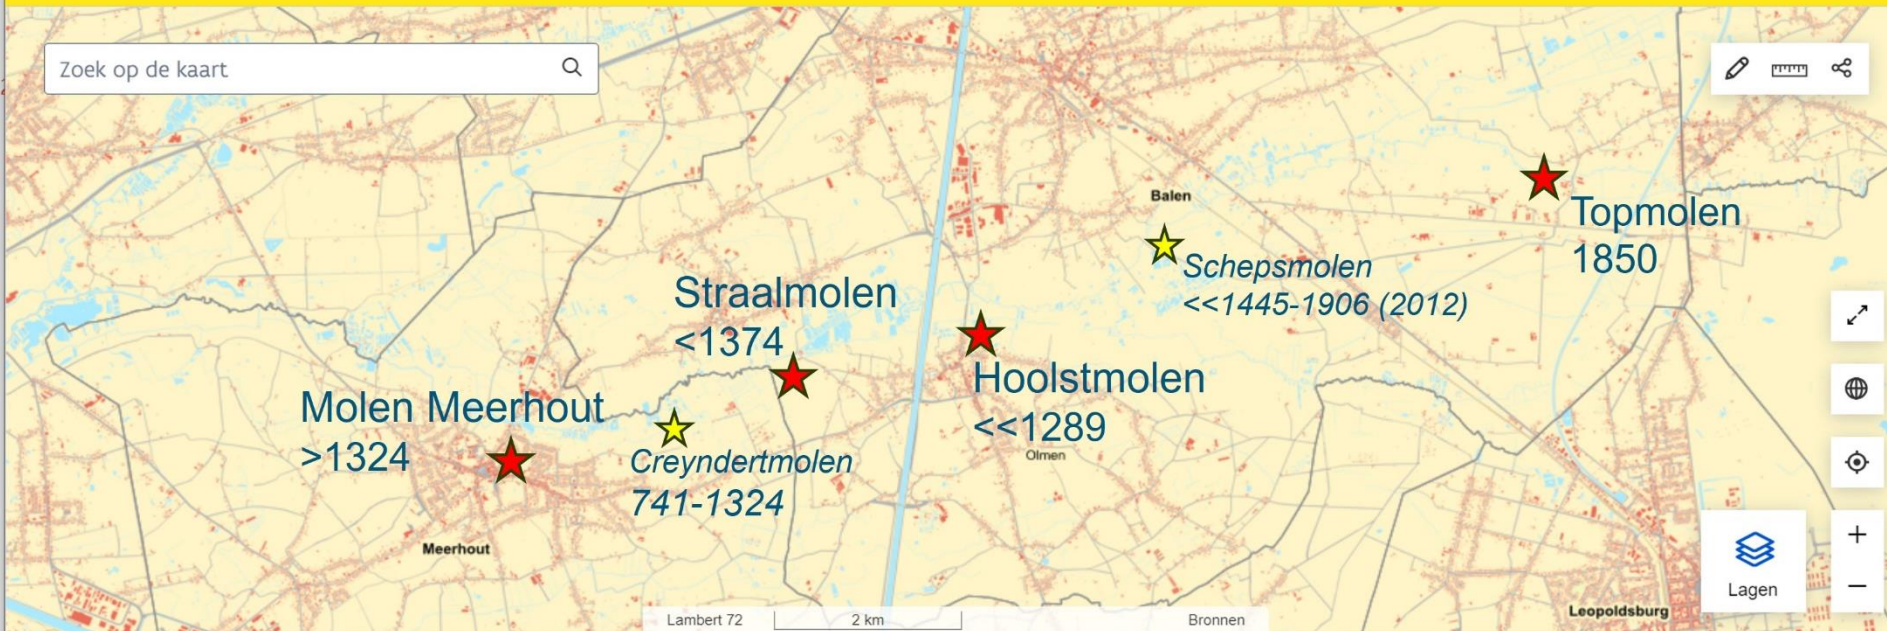 Zoek op de kaart
Balen
Topmolen
1850
Schepsmolen
<<1445-1906 (2012)
Straalmolen
<1374
Hoolstmolen
<<1289
Olmen
Molen Meerhout
>1324
Creyndertmolen
741-1324
Meerhout
Lagen
Leopoldsburg
Lambert 72
2 km
Bronnen